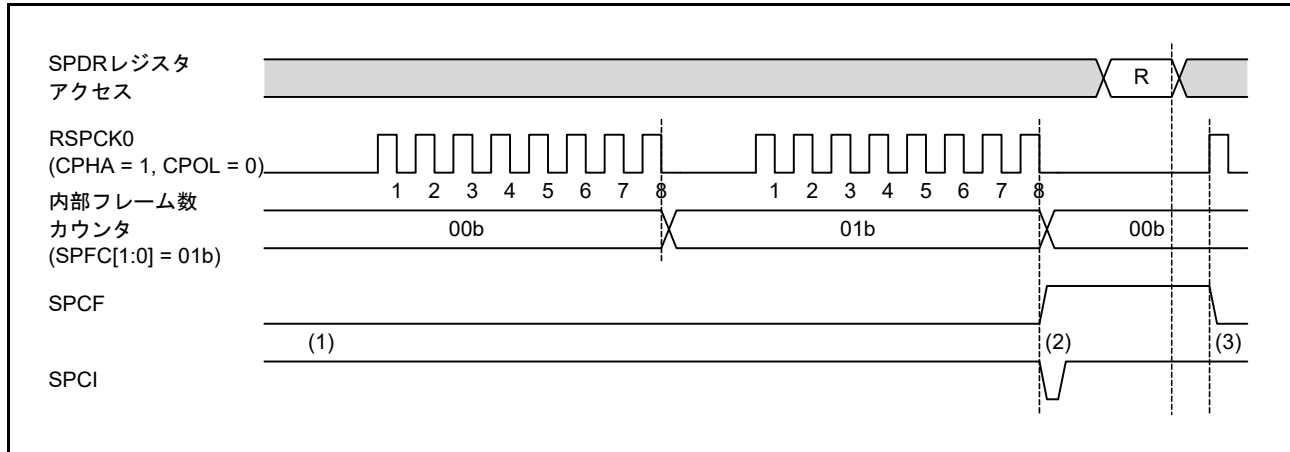 SPDRレジスタ
アクセス
R
RSPCK0
(CPHA = 1, CPOL = 0)
1 2 3 4 5 6 7 8
1 2 3 4 5 6 7 8
内部フレーム数
カウンタ
(SPFC[1:0] = 01b)
00b
01b
00b
SPCF
(1)
(2)
(3)
SPCI